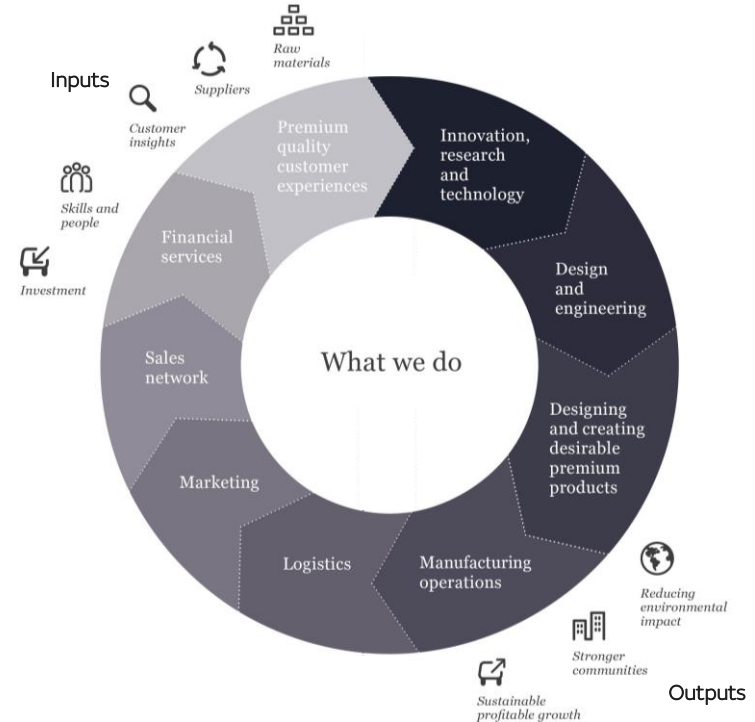 Inputs
Raw
materials
Suppliers
Customer
insights
Skills and
people
Investment
Premium
quality
customer
experiences
Innovation,
research
and
technology
Design
and
engineering
Designing
and creating
desirable
premium
products
Manufacturing
operations
Logistics
Marketing
Sales
network
Financial
services
What we do
Reducing
environmental
impact
Stronger
communities
Sustainable
profitable growth
Outputs